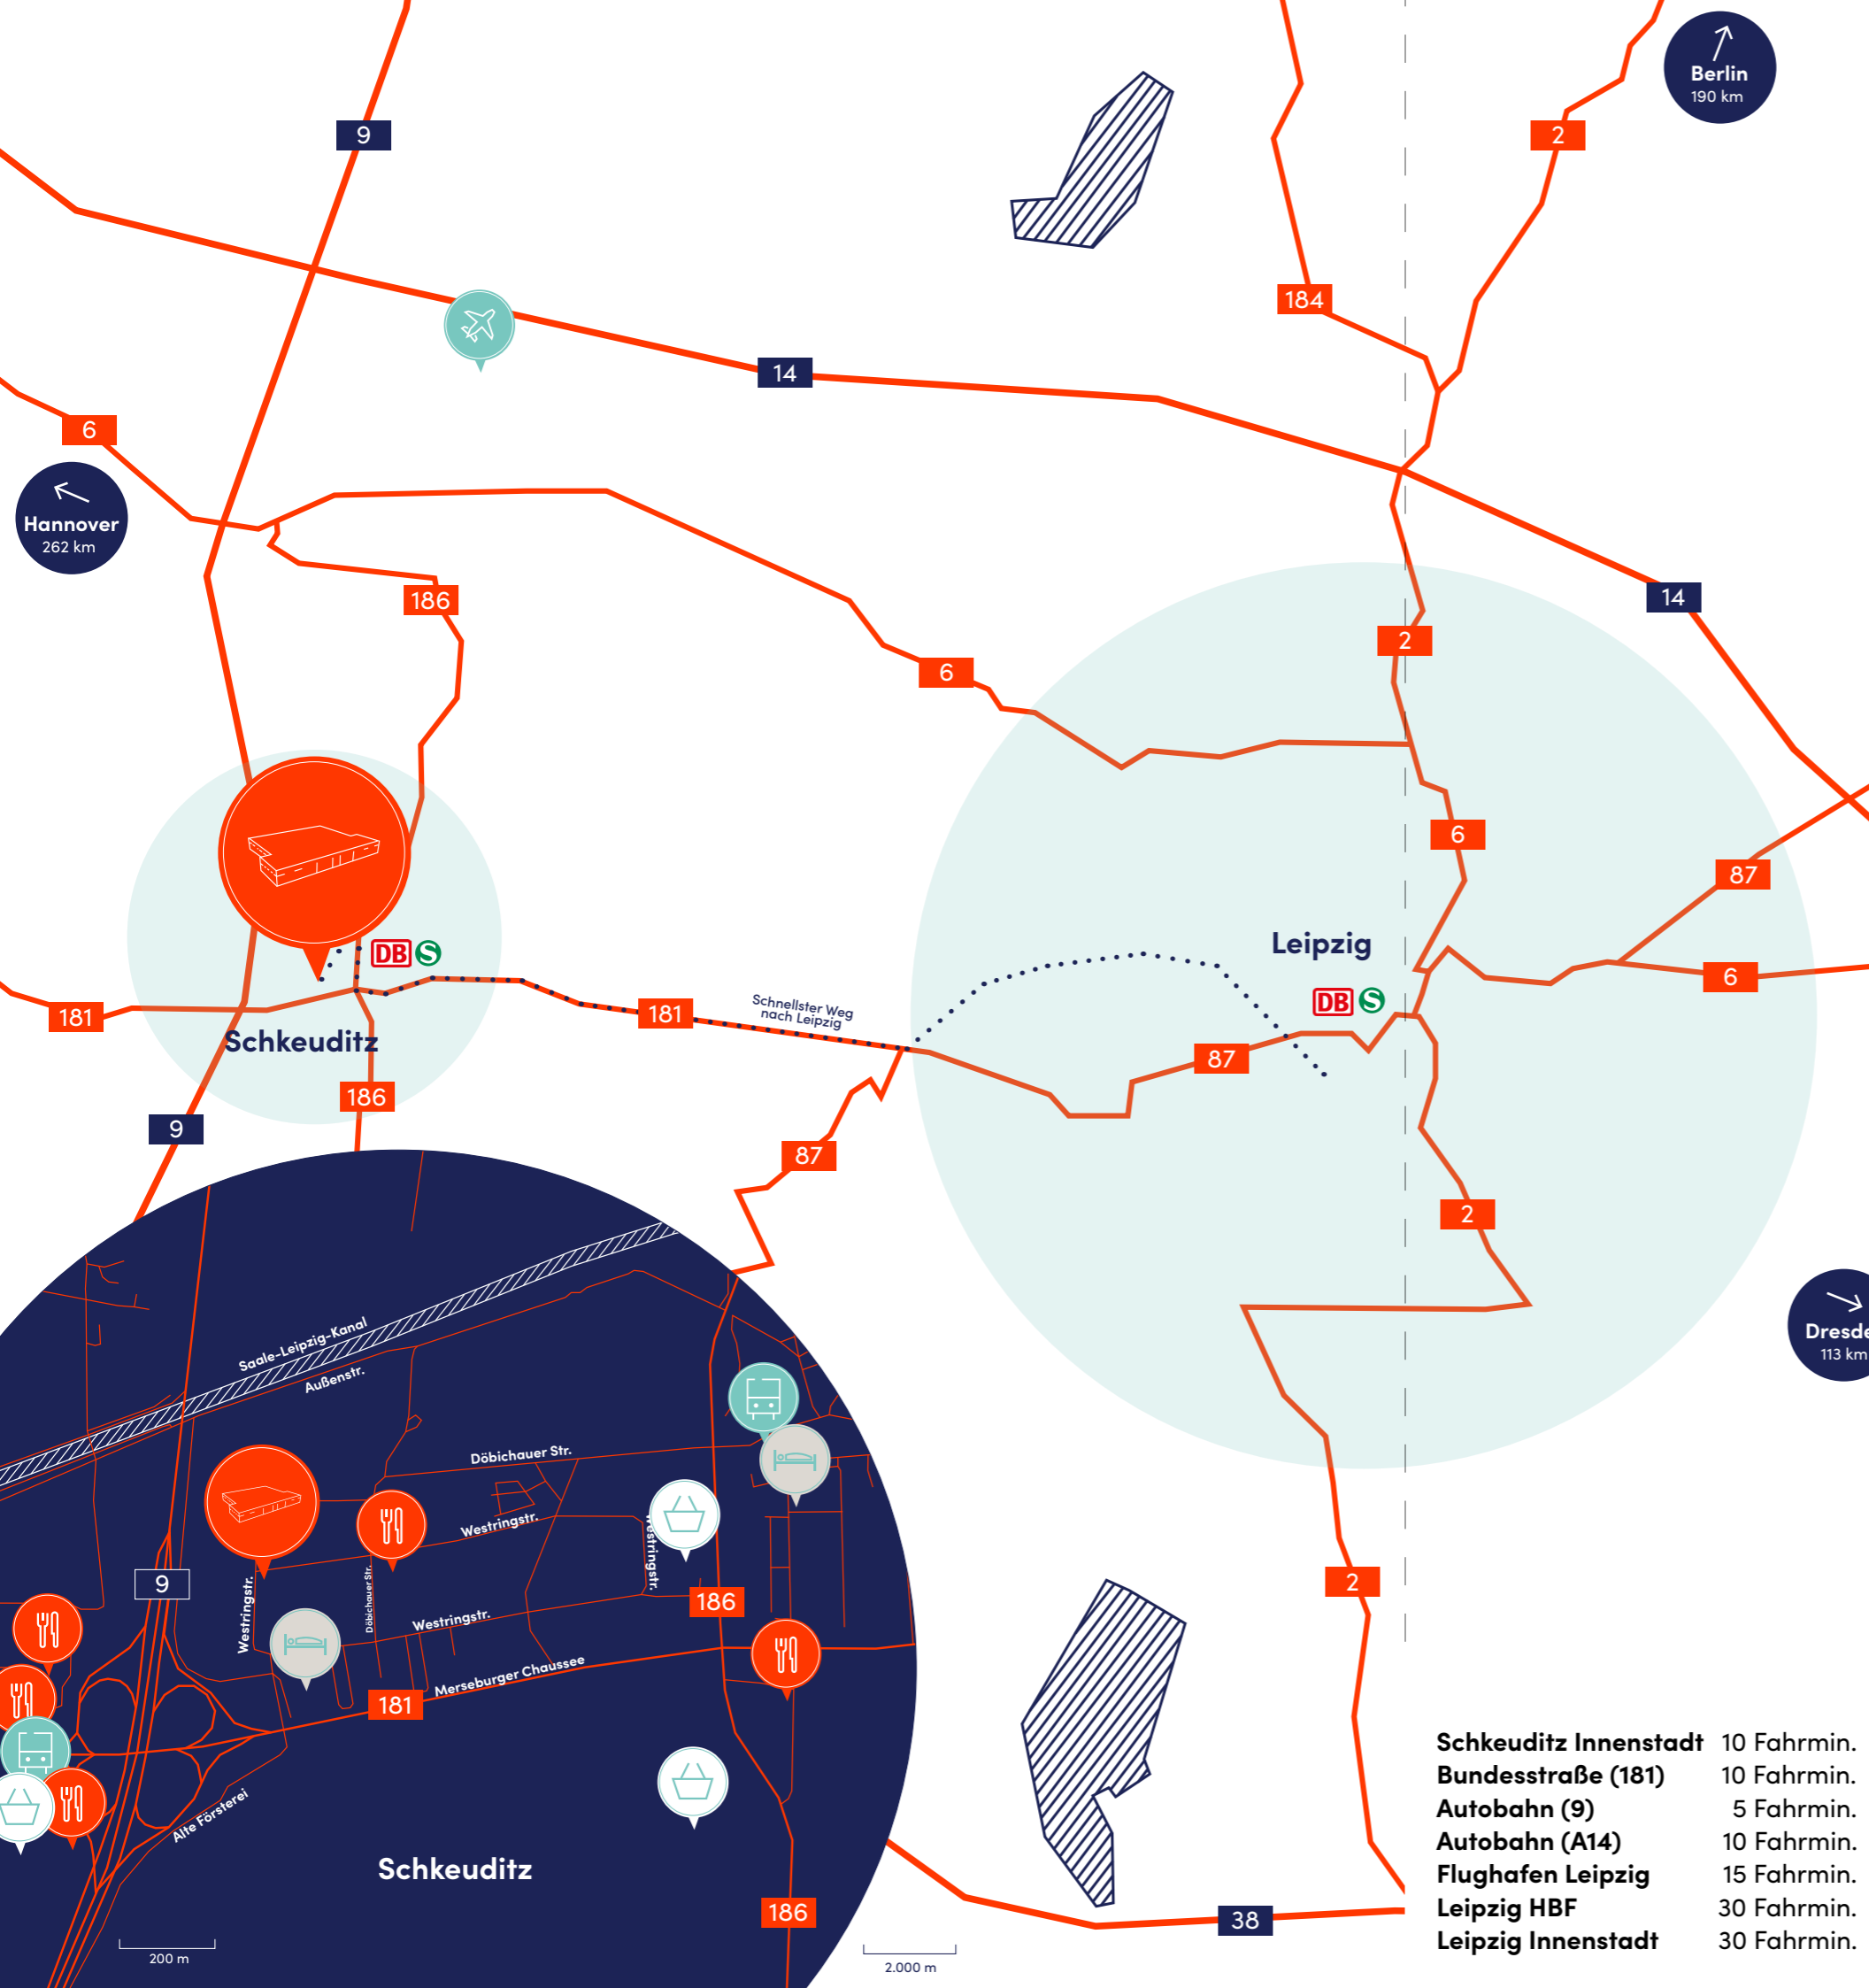 Berlin
190 km
9
2
184
14
6
Hannover
262 km
186
14
2
6
6
87
Leipzig
DB S
6
DB S
181
181
Schnellster Weg
nach Leipzig
Schkeuditz
87
186
9
87
2
Dresde
113 km
Saale-Leipzig-Kanal
Außenstr.
Döbichauer Str.
Westringstr.
Westringstr.
9
Westringstr.
Döbichauer Str.
Westringstr.
186
2
Merseburger Chaussee
181
Alte Försterei
Schkeuditz
186
38
200 m
2.000 m
Schkeuditz Innenstadt 10 Fahrmin.
Bundesstraße (181) 10 Fahrmin.
Autobahn (9) 5 Fahrmin.
Autobahn (A14) 10 Fahrmin.
Flughafen Leipzig 15 Fahrmin.
Leipzig HBF 30 Fahrmin.
Leipzig Innenstadt 30 Fahrmin.